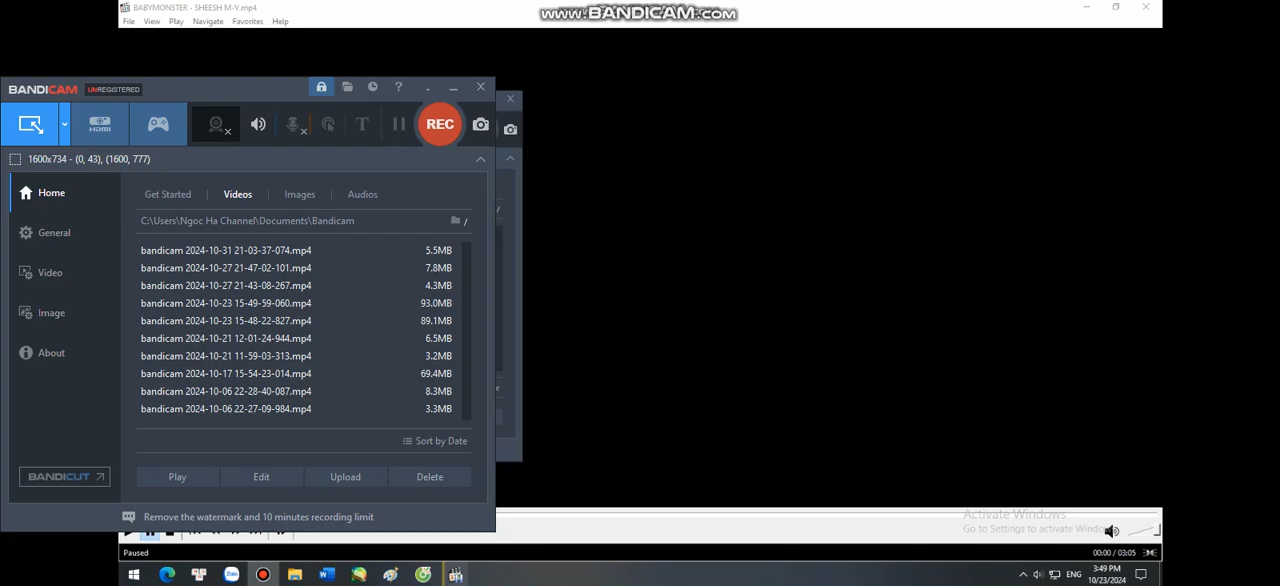 BABYMONSTER - SHEESH M-V.mp4
www.BANDICAM.com
File View Play Navigate Favorites Help
BANDICAM UNREGISTERED
HDMI
REC
1600x734 - (0, 43), (1600, 777)
Home
General
Video
Image
About
BANDICUT
Get Started Videos Images Audios
C:\Users\Ngoc Ha Channel\Documents\Bandicam
bandicam 2024-10-31 21-03-37-074.mp4 5.5MB
bandicam 2024-10-27 21-47-02-101.mp4 7.8MB
bandicam 2024-10-27 21-43-08-267.mp4 4.3MB
bandicam 2024-10-23 15-49-59-060.mp4 93.0MB
bandicam 2024-10-23 15-48-22-827.mp4 89.1MB
bandicam 2024-10-21 12-01-24-944.mp4 6.5MB
bandicam 2024-10-21 11-59-03-313.mp4 3.2MB
bandicam 2024-10-17 15-54-23-014.mp4 69.4MB
bandicam 2024-10-06 22-28-40-087.mp4 8.3MB
bandicam 2024-10-06 22-27-09-984.mp4 3.3MB
Sort by Date
Play Edit Upload Delete
Remove the watermark and 10 minutes recording limit
Activate Windows
Go to Settings to activate Windows.
Paused 00:00 / 03:05
Zalo
ENG
3:49 PM
10/23/2024